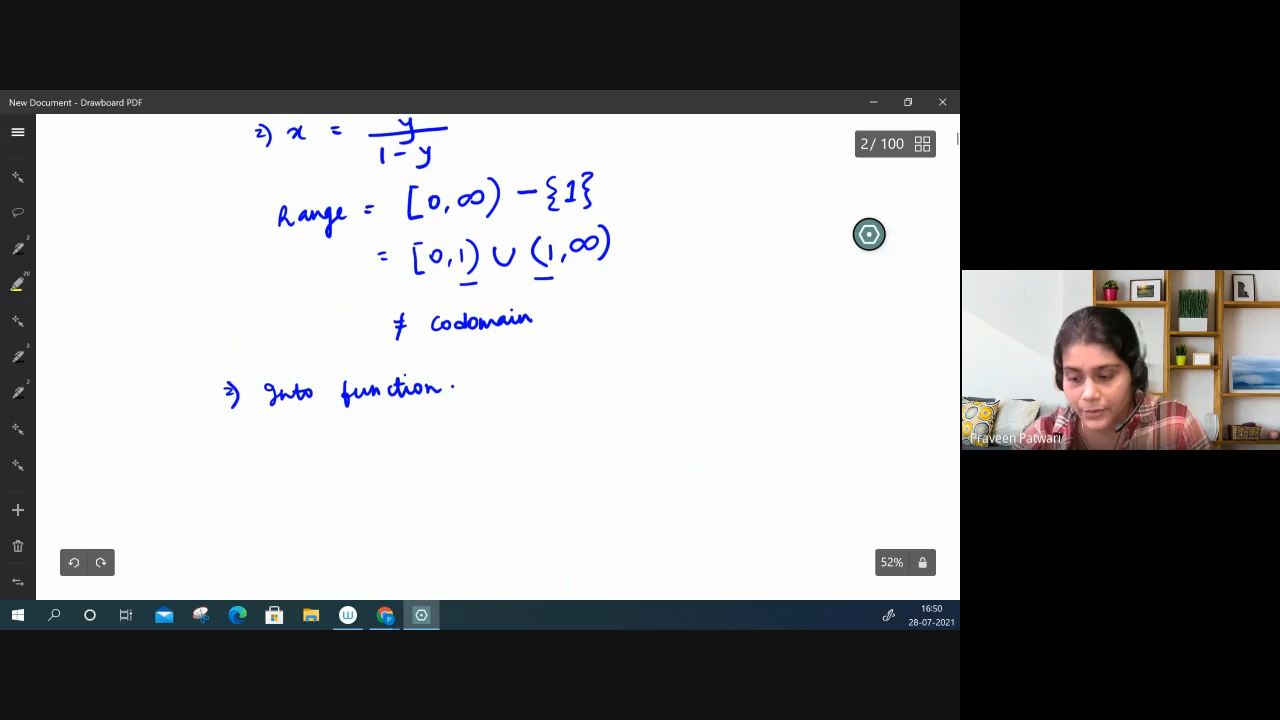 New Document - Drawboard PDF
2) x = y
1 - y
2 / 100
Range = [0, ∞) - {1}
= [0, 1) ∪ (1, ∞)
≠ codomain
⇒ Into function.
Praveen Patwari
52%
16:50
28-07-2021